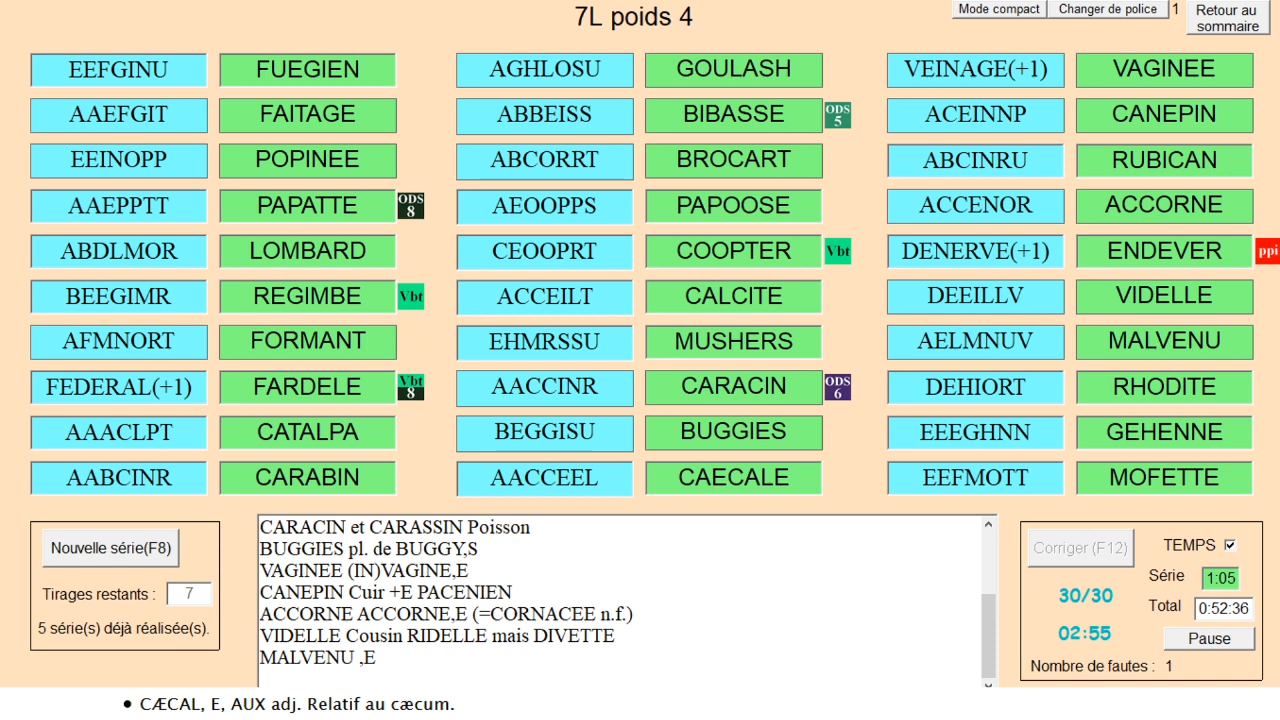 7L poids 4
Mode compact
Changer de police
1
Retour au
sommaire
EEFGINU FUEGIEN AGHLOSU GOULASH VEINAGE(+1) VAGINEE
AAEFGIT FAITAGE ABBEISS BIBASSE ODS 5 ACEINNP CANEPIN
EEINOPP POPINEE ABCORRT BROCART ABCINRU RUBICAN
AAEPPTT PAPATTE ODS 8 AEOOPPS PAPOOSE ACCENOR ACCORNE
ABDLMOR LOMBARD CEOOPRT COOPTER Vbt DENERVE(+1) ENDEVER ppi
BEEGIMR REGIMBE Vbt ACCEILT CALCITE DEEILLV VIDELLE
AFMNORT FORMANT EHMRSSU MUSHERS AELMNUV MALVENU
FEDERAL(+1) FARDELE Vbt 8 AACCINR CARACIN ODS 6 DEHIORT RHODITE
AAACLPT CATALPA BEGGISU BUGGIES EEEGHNN GEHENNE
AABCINR CARABIN AACCEEL CAECALE EEFMOTT MOFETTE
Nouvelle série(F8)
Tirages restants : 7
5 série(s) déjà réalisée(s).
CARACIN et CARASSIN Poisson
BUGGIES pl. de BUGGY,S
VAGINEE (IN)VAGINE,E
CANEPIN Cuir +E PACENIEN
ACCORNE ACCORNE,E (=CORNACEE n.f.)
VIDELLE Cousin RIDELLE mais DIVETTE
MALVENU ,E
Corriger (F12)
TEMPS
Série 1:05
30/30
Total 0:52:36
02:55
Pause
Nombre de fautes : 1
• CÆCAL, E, AUX adj. Relatif au cæcum.